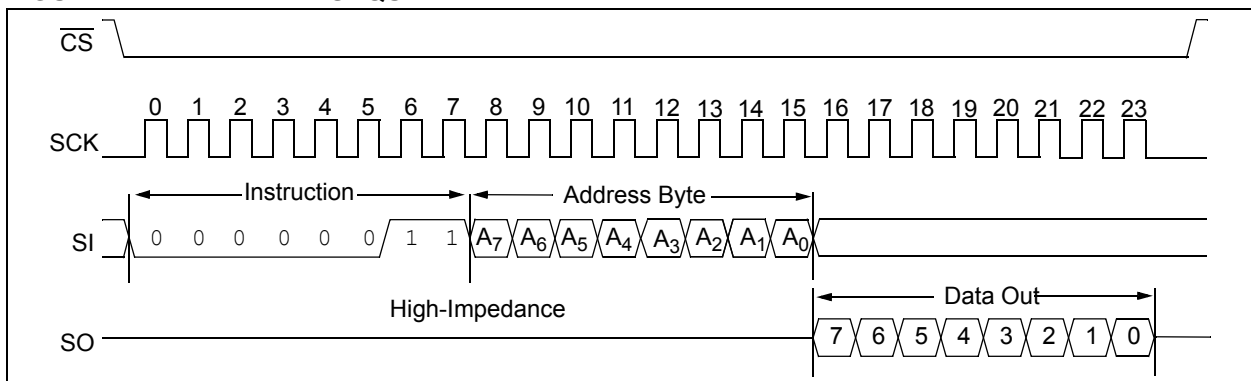 CS
0 1 2 3 4 5 6 7 8 9 10 11 12 13 14 15 16 17 18 19 20 21 22 23
SCK
Instruction
Address Byte
SI
0 0 0 0 0 0 1 1 A7 A6 A5 A4 A3 A2 A1 A0
Data Out
High-Impedance
SO
7 6 5 4 3 2 1 0